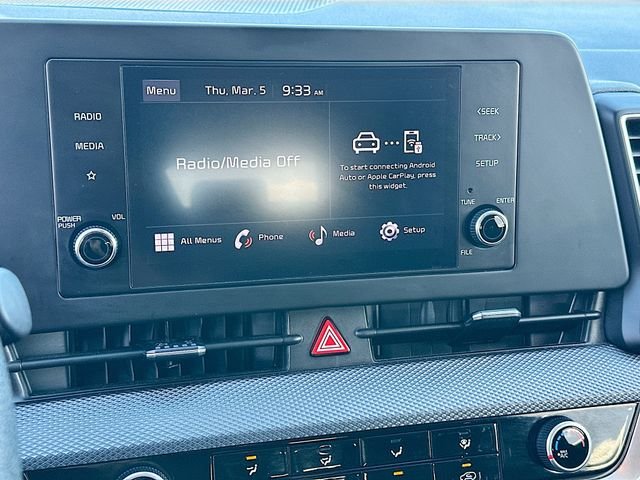 Menu Thu, Mar. 5 9:33 AM
RADIO
MEDIA
POWER
PUSH
VOL
Radio/Media Off
To start connecting Android
Auto or Apple CarPlay, press
this widget.
All Menus Phone Media Setup
<SEEK
TRACK>
SETUP
TUNE ENTER
FILE
A/C